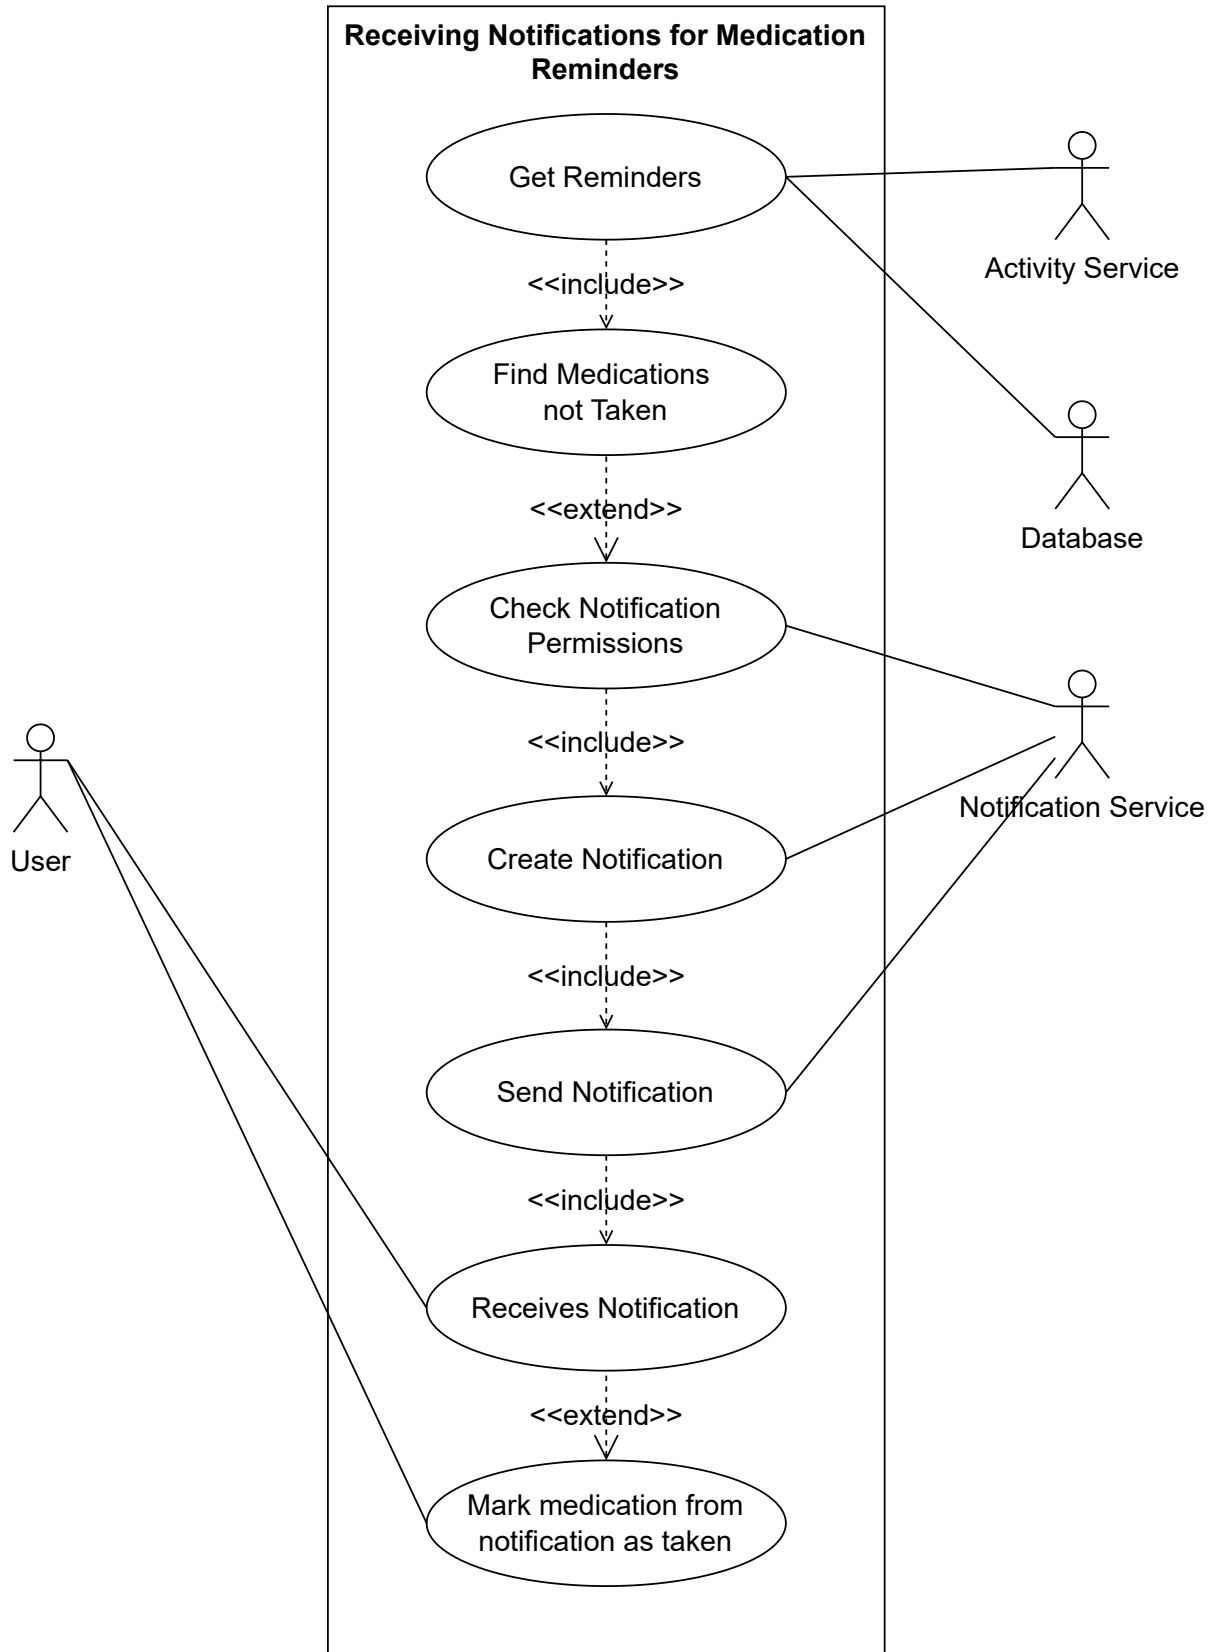 Receiving Notifications for Medication
Reminders
Get Reminders
Activity Service
<<include>>
Find Medications
not Taken
<<extend>>
Database
Check Notification
Permissions
<<include>>
Notification Service
User
Create Notification
<<include>>
Send Notification
<<include>>
Receives Notification
<<extend>>
Mark medication from
notification as taken